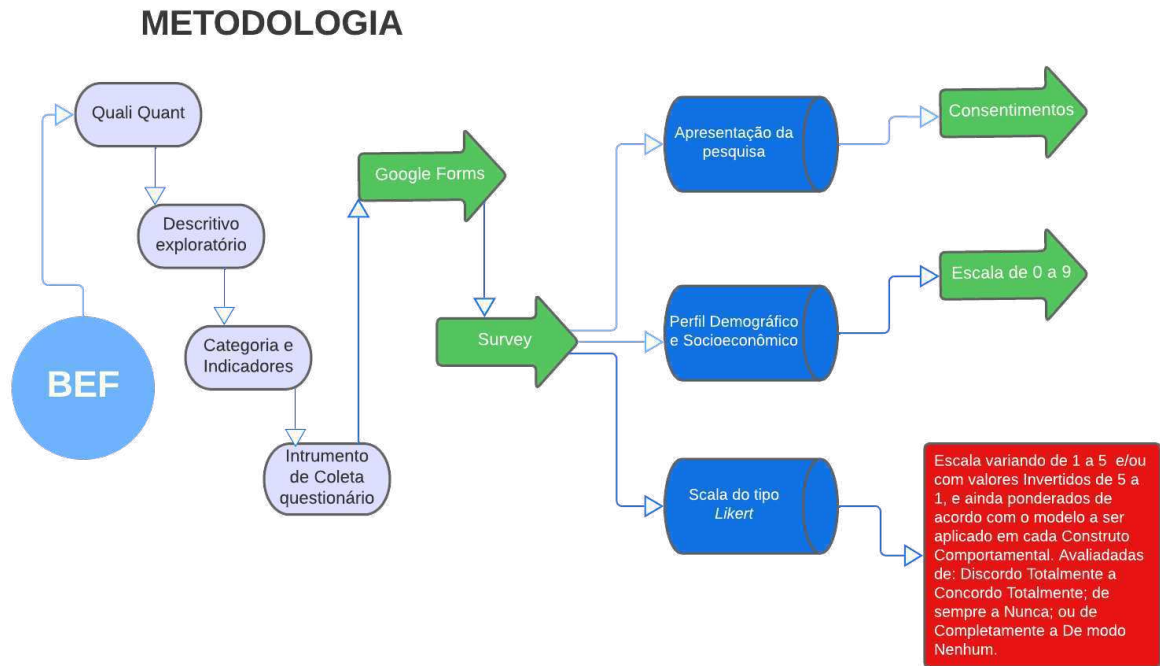 METODOLOGIA
Quali Quant
Descritivo
exploratório
Categoria e
Indicadores
Intrumento
de Coleta
questionário
BEF
Google Forms
Survey
Apresentação da
pesquisa
Consentimentos
Perfil Demográfico
e Socioeconômico
Escala de 0 a 9
Scala do tipo
Likert
Escala variando de 1 a 5 e/ou
com valores Invertidos de 5 a
1, e ainda ponderados de
acordo com o modelo a ser
aplicado em cada Construto
Comportamental. Avaliadadas
de: Discordo Totalmente a
Concordo Totalmente; de
sempre a Nunca; ou de
Completamente a De modo
Nenhum.